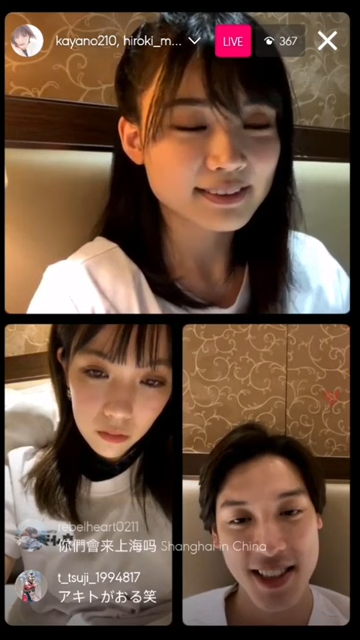 kayano210, hiroki_m...
LIVE
367
rebelheart0211
你們會来上海吗 Shanghai in China
t_tsuji_1994817
アキトがおる笑